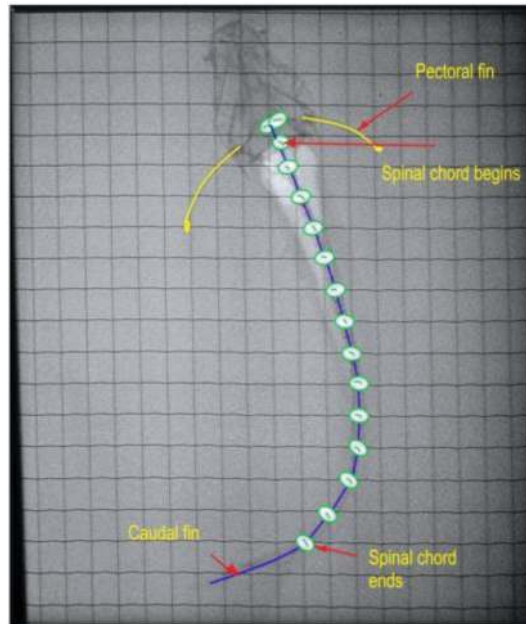 Pectoral fin
Spinal chord begins
Caudal fin
Spinal chord
ends